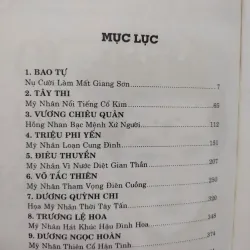 MỤC LỤC
1. BAO TỰ
Nụ Cười Làm Mất Giang Sơn 7
2. TÂY THI
Mỹ Nhân Nổi Tiếng Cổ Kim
3. VƯƠNG CHIÊU QUÂN
Hồng Nhan Bạc Mệnh Xứ Người 112
4. TRIỆU PHI YẾN
Mỹ Nhân Loạn Cung Đình
5. ĐIÊU THUYỀN
Mỹ Nhân Vì Nước Diệt Gian Thần
6. VÕ TẮC THIÊN
Mỹ Nhân Tham Vọng Điên Cuồng
7. DƯƠNG QUỲNH CHI
Họa Mỹ Nhân Thời Tây Tấn
8. TRƯƠNG LỆ HOA
Mỹ Nhân Hát Khúc Hậu Đình Hoa
9. DƯƠNG NGỌC HOÀN
Mỹ Nhân Thiên Cổ Hận Tình